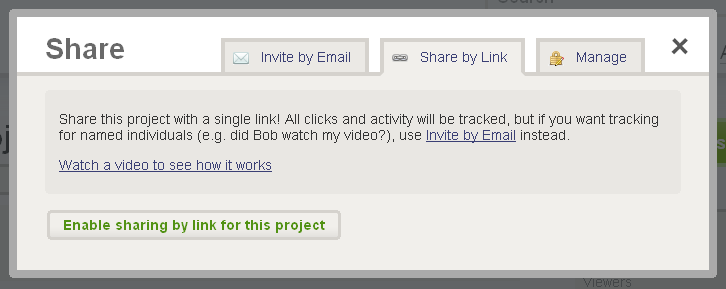 Search
Share
Invite by Email
Share by Link
Manage
Share this project with a single link! All clicks and activity will be tracked, but if you want tracking
for named individuals (e.g. did Bob watch my video?), use Invite by Email instead.
Watch a video to see how it works
Enable sharing by link for this project
Viewers